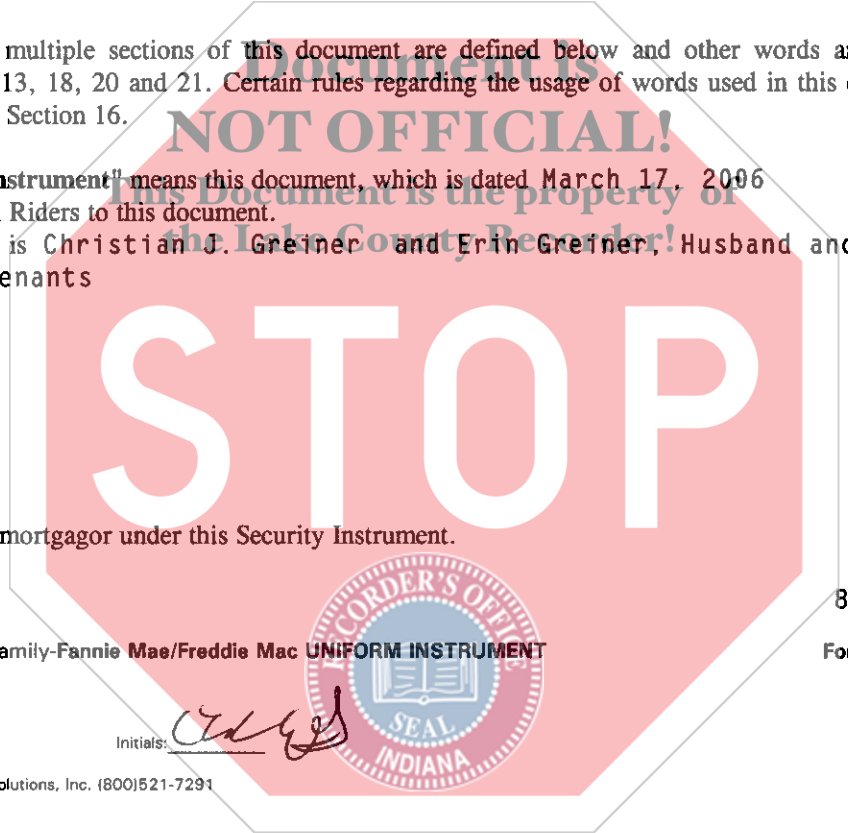 multiple sections of this document are defined below and other words a
13, 18, 20 and 21. Certain rules regarding the usage of words used in this
Section 16.
Document is
NOT OFFICIAL!
This Document is the property of
the Lake County Recorder!
nstrument" means this document, which is dated March 17, 2006
Riders to this document.
is Christian J. Greiner and Erin Greiner, Husband and
enants
STOP
mortgagor under this Security Instrument.
8
amily-Fannie Mae/Freddie Mac UNIFORM INSTRUMENT
For
RECORDER'S OFFICE
SEAL
INDIANA
Initials:
olutions, Inc. (800)521-7291